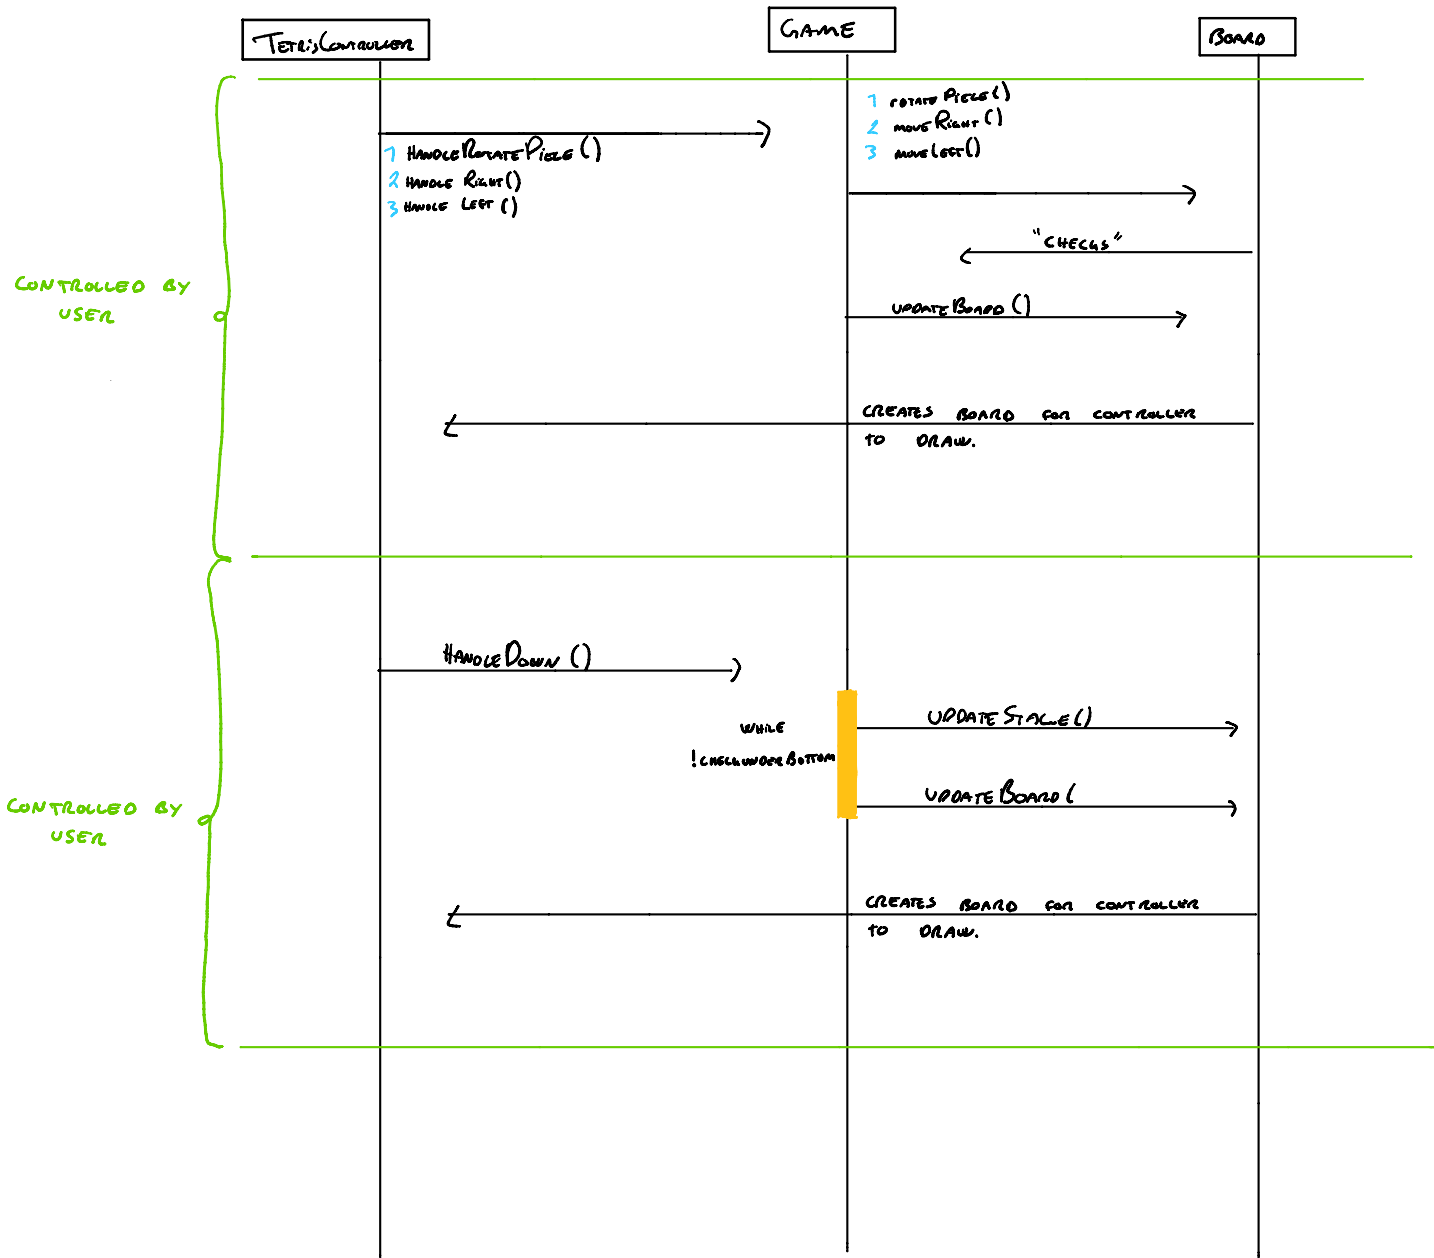 TetrisController
GAME
BOARD
1 rotatePiece()
2 moveRight()
3 moveLeft()
1 HandleRotatePiece()
2 Handle Right()
3 Handle Left()
"CHECKS"
CONTROLLED BY
USER
updateBoard()
CREATES BOARD FOR CONTROLLER
TO DRAW.
HandleDown()
WHILE
!checkunderBottom
updateStale()
updateBoard(
CONTROLLED BY
USER
CREATES BOARD FOR CONTROLLER
TO DRAW.